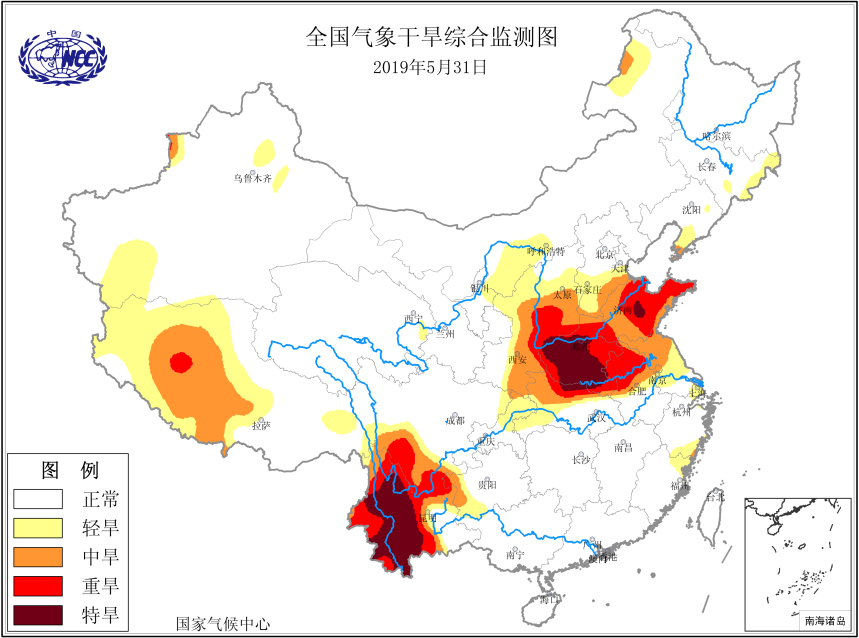 全国气象干旱综合监测图
2019年5月31日
中国
NCC
哈尔滨
长春
乌鲁木齐
沈阳
呼和浩特
北京
天津
银川
太原
石家庄
济南
西宁
兰州
西安
郑州
南京
合肥
上海
杭州
拉萨
成都
武汉
重庆
南昌
长沙
贵阳
福州
台北
昆明
广州
南宁
澳门
香港
海口
图 例
正常
轻旱
中旱
重旱
特旱
国家气候中心
南海诸岛